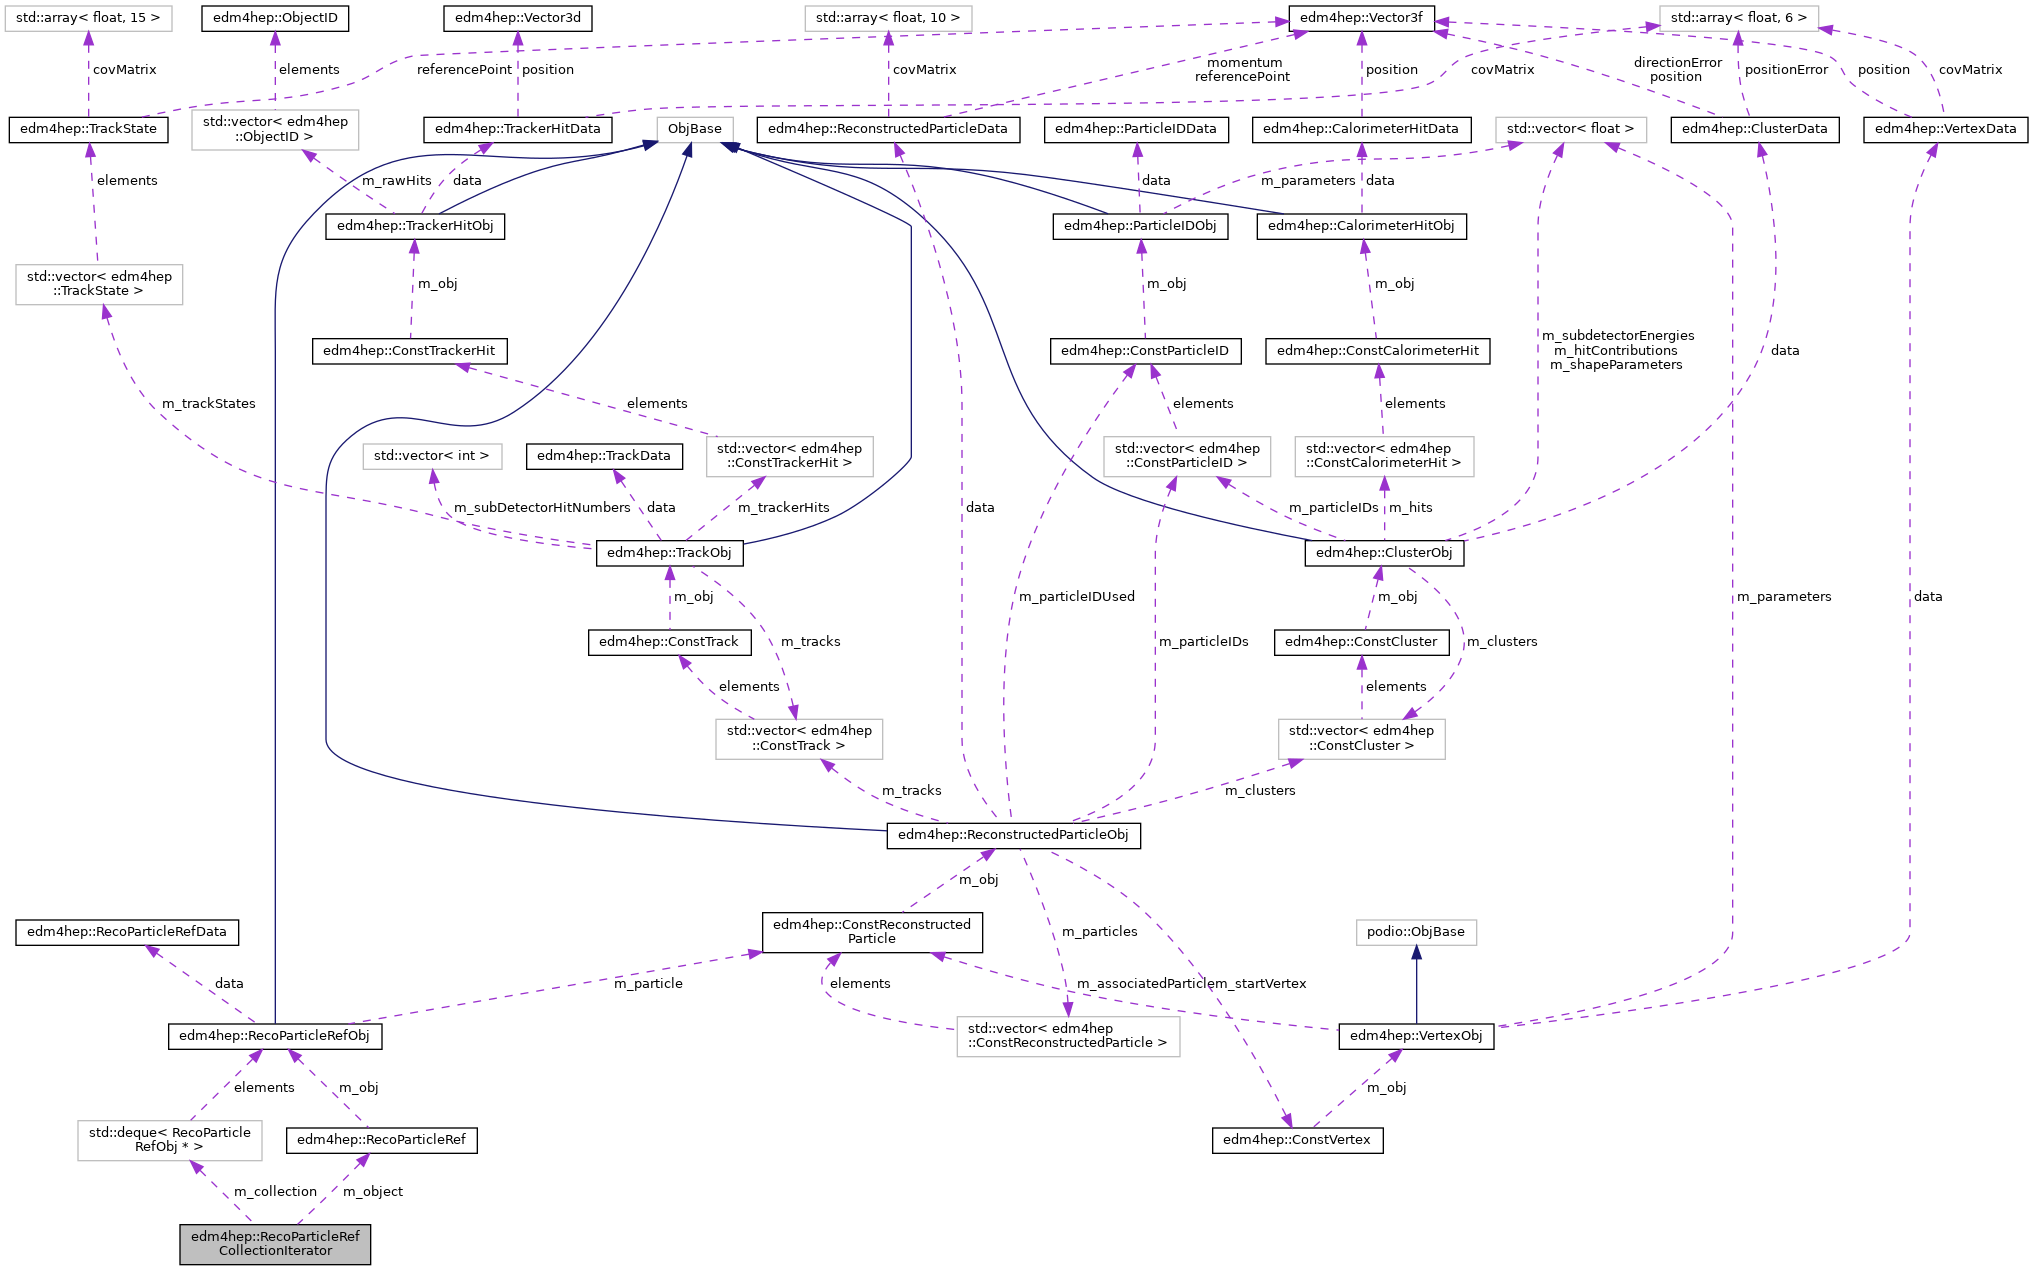 std::array< float, 15 >
edm4hep::ObjectID
edm4hep::Vector3d
std::array< float, 10 >
edm4hep::Vector3f
std::array< float, 6 >
covMatrix
elements
referencePoint
position
covMatrix
momentum
referencePoint
position
covMatrix
directionError
position
positionError
position
covMatrix
edm4hep::TrackState
std::vector< edm4hep
::ObjectID >
edm4hep::TrackerHitData
ObjBase
edm4hep::ReconstructedParticleData
edm4hep::ParticleIDData
edm4hep::CalorimeterHitData
std::vector< float >
edm4hep::ClusterData
edm4hep::VertexData
elements
m_rawHits
data
data
m_parameters
data
edm4hep::TrackerHitObj
edm4hep::ParticleIDObj
edm4hep::CalorimeterHitObj
std::vector< edm4hep
::TrackState >
m_obj
m_obj
m_obj
edm4hep::ConstTrackerHit
edm4hep::ConstParticleID
edm4hep::ConstCalorimeterHit
m_subdetectorEnergies
m_hitContributions
m_shapeParameters
data
m_trackStates
elements
elements
elements
std::vector< int >
edm4hep::TrackData
std::vector< edm4hep
::ConstTrackerHit >
std::vector< edm4hep
::ConstParticleID >
std::vector< edm4hep
::ConstCalorimeterHit >
m_subDetectorHitNumbers
data
m_trackerHits
data
m_particleIDs
m_hits
edm4hep::TrackObj
edm4hep::ClusterObj
m_obj
m_particleIDUsed
m_obj
m_parameters
data
edm4hep::ConstTrack
m_tracks
m_particleIDs
edm4hep::ConstCluster
m_clusters
elements
elements
std::vector< edm4hep
::ConstTrack >
std::vector< edm4hep
::ConstCluster >
m_tracks
m_clusters
edm4hep::ReconstructedParticleObj
m_obj
edm4hep::RecoParticleRefData
edm4hep::ConstReconstructed
Particle
m_particles
podio::ObjBase
data
m_particle
elements
m_associatedParticle
m_startVertex
edm4hep::RecoParticleRefObj
std::vector< edm4hep
::ConstReconstructedParticle >
edm4hep::VertexObj
elements
m_obj
m_obj
std::deque< RecoParticle
RefObj * >
edm4hep::RecoParticleRef
edm4hep::ConstVertex
m_collection
m_object
edm4hep::RecoParticleRef
CollectionIterator